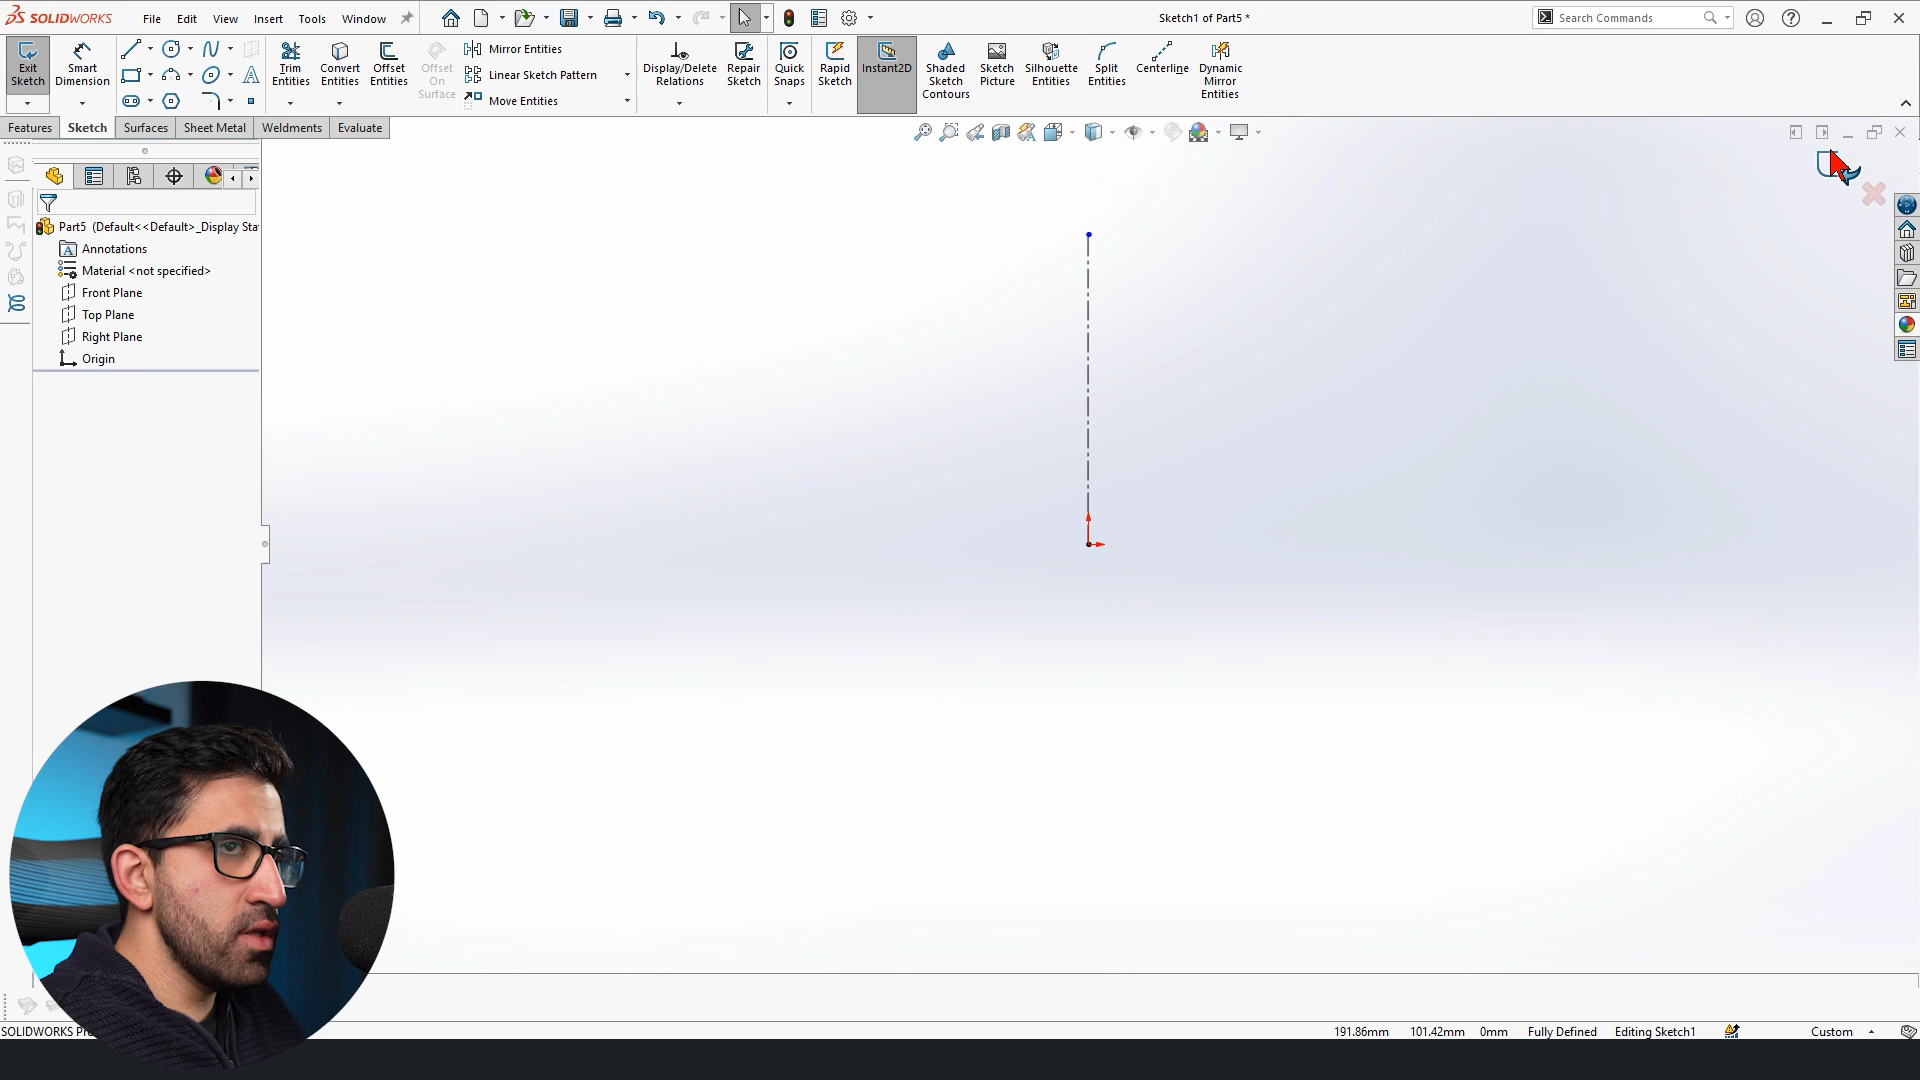 SOLIDWORKS File Edit View Insert Tools Window Sketch1 of Part5 * Search Commands
Exit Sketch
Smart Dimension
Trim Entities
Convert Entities
Offset Entities
Offset On Surface
Mirror Entities
Linear Sketch Pattern
Move Entities
Display/Delete Relations
Repair Sketch
Quick Snaps
Rapid Sketch
Instant2D
Shaded Sketch Contours
Sketch Picture
Silhouette Entities
Split Entities
Centerline
Dynamic Mirror Entities
Features Sketch Surfaces Sheet Metal Weldments Evaluate
Part5 (Default<<Default>_Display Sta
Annotations
Material <not specified>
Front Plane
Top Plane
Right Plane
Origin
SOLIDWORKS 191.86mm 101.42mm 0mm Fully Defined Editing Sketch1 Custom